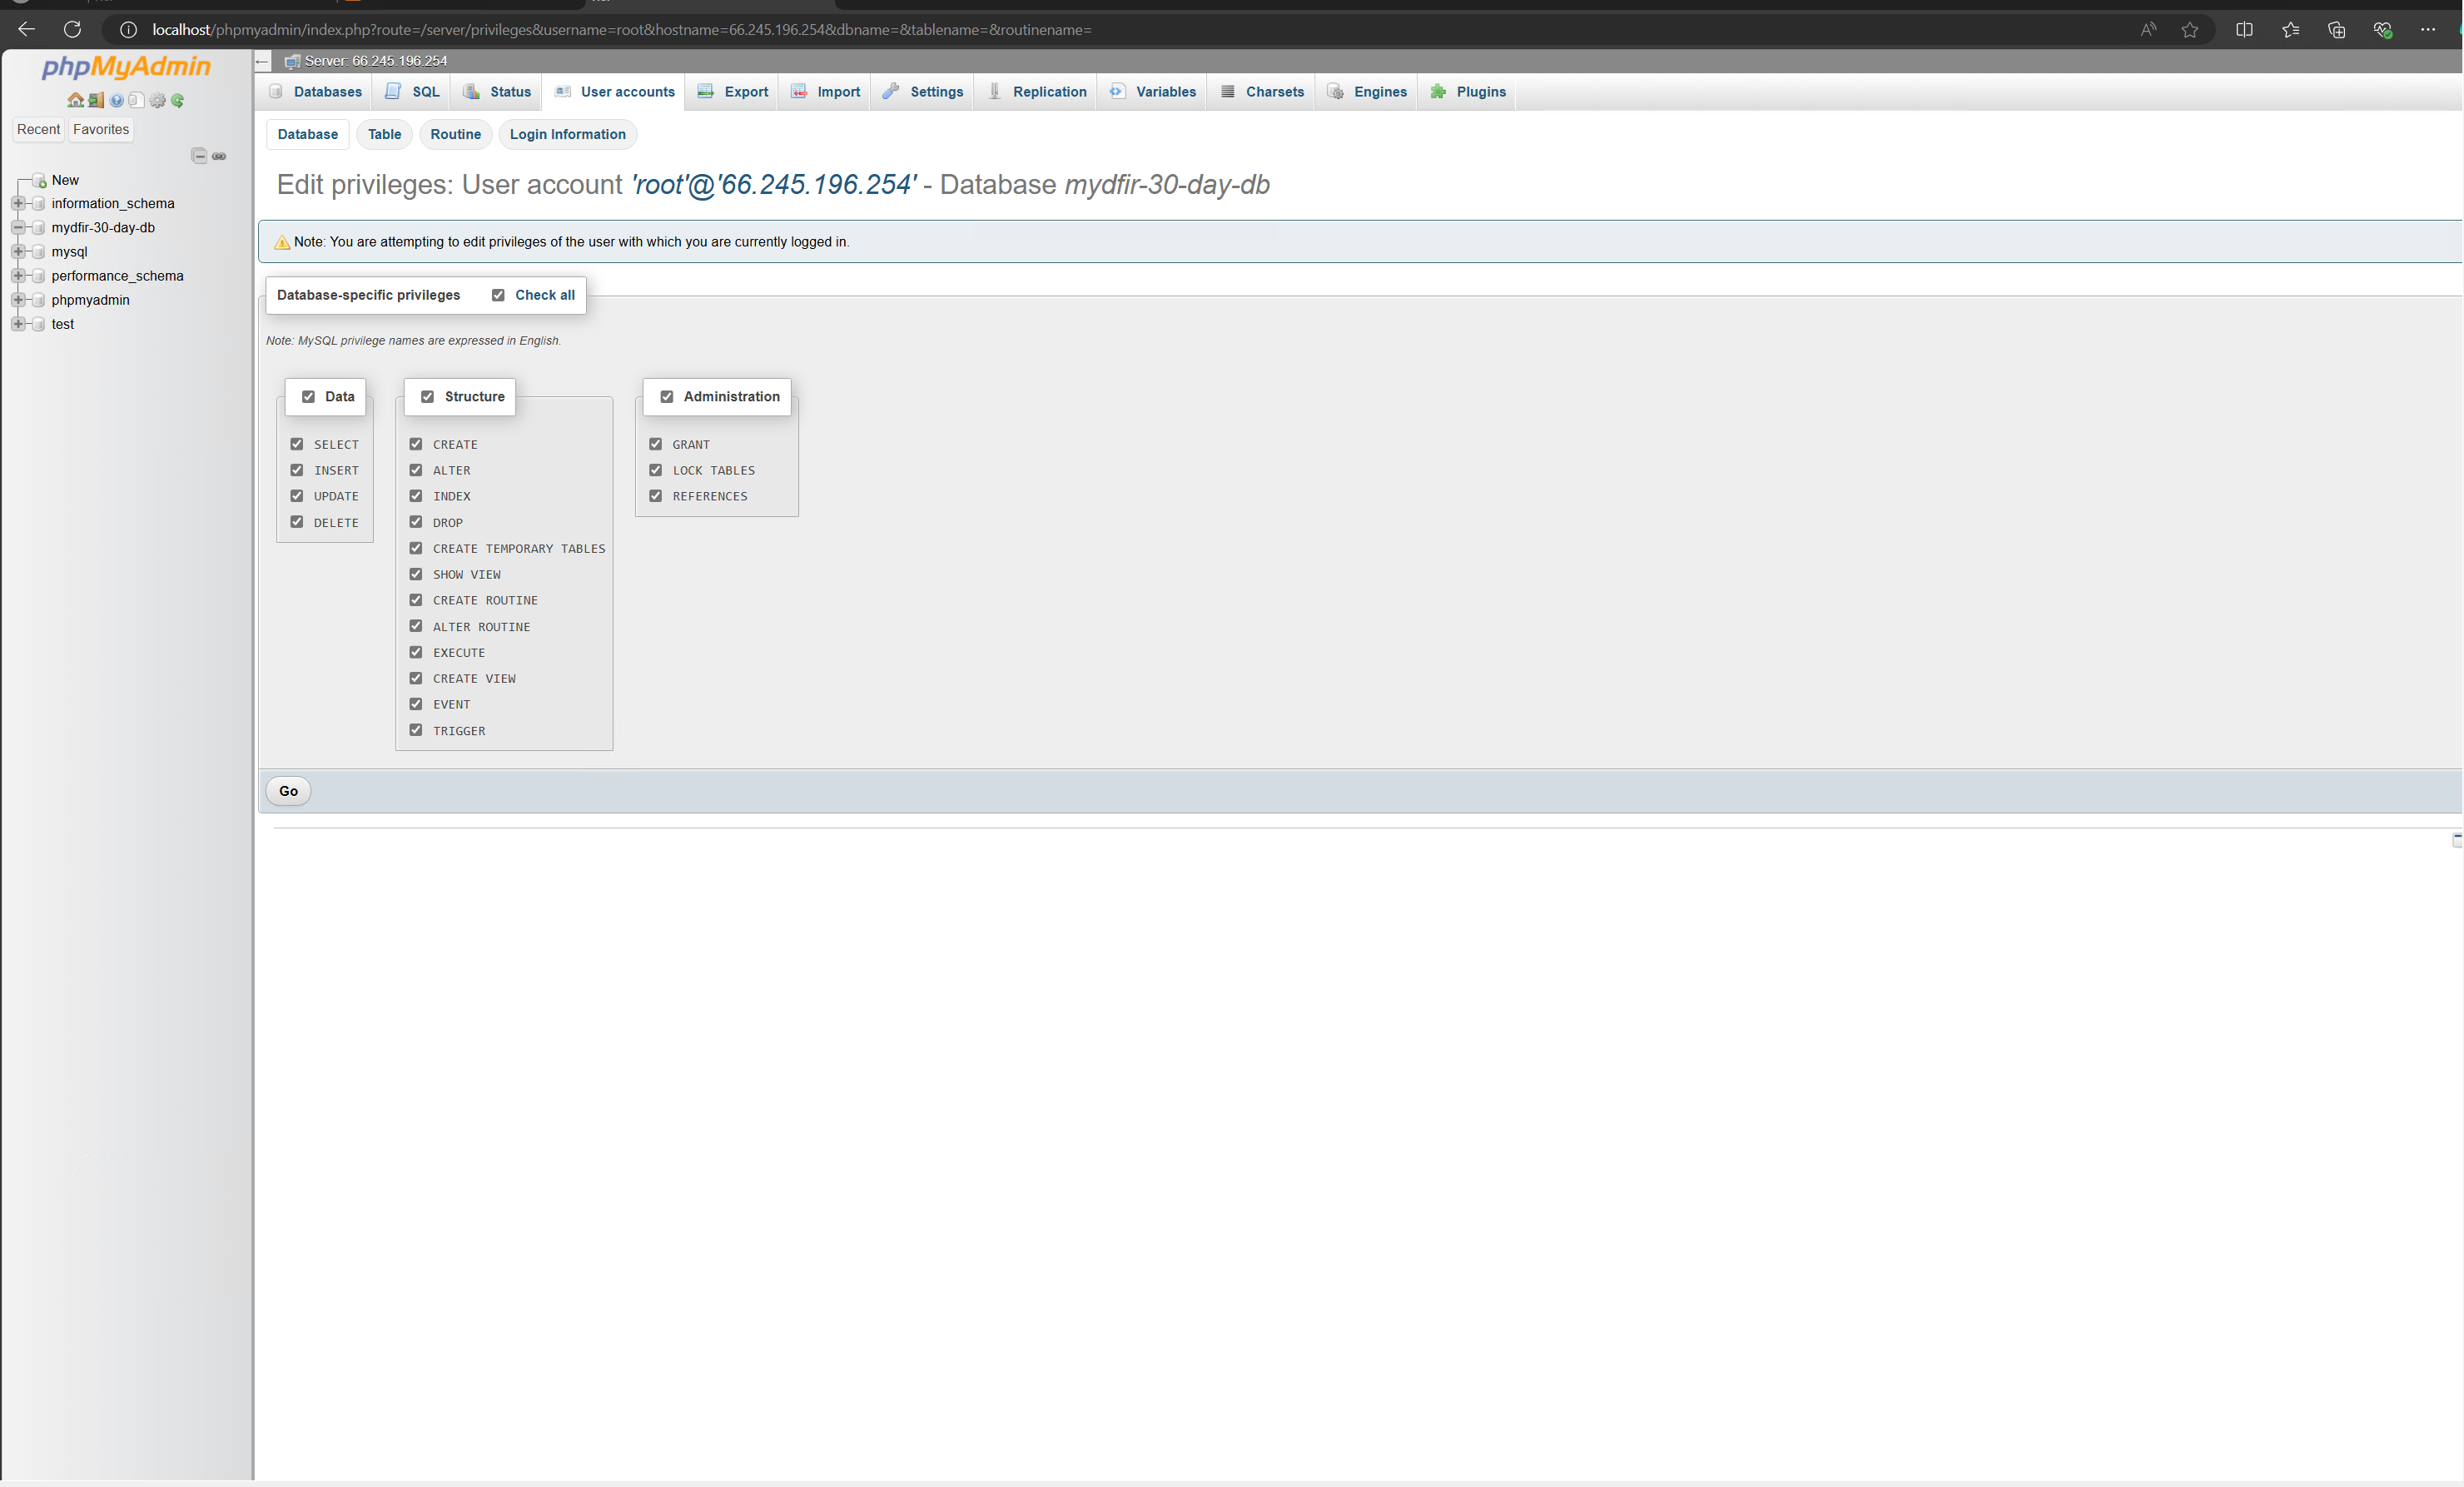 localhost/phpmyadmin/index.php?route=/server/privileges&username=root&hostname=66.245.196.254&dbname=&tablename=&routinename=
phpMyAdmin
Server: 66.245.196.254
Databases SQL Status User accounts Export Import Settings Replication Variables Charsets Engines Plugins
Recent Favorites
Database Table Routine Login Information
New
information_schema
mydfir-30-day-db
mysql
performance_schema
phpmyadmin
test
Edit privileges: User account 'root'@'66.245.196.254' - Database mydfir-30-day-db
Note: You are attempting to edit privileges of the user with which you are currently logged in.
Database-specific privileges Check all
Note: MySQL privilege names are expressed in English.
Data
SELECT
INSERT
UPDATE
DELETE
Structure
CREATE
ALTER
INDEX
DROP
CREATE TEMPORARY TABLES
SHOW VIEW
CREATE ROUTINE
ALTER ROUTINE
EXECUTE
CREATE VIEW
EVENT
TRIGGER
Administration
GRANT
LOCK TABLES
REFERENCES
Go